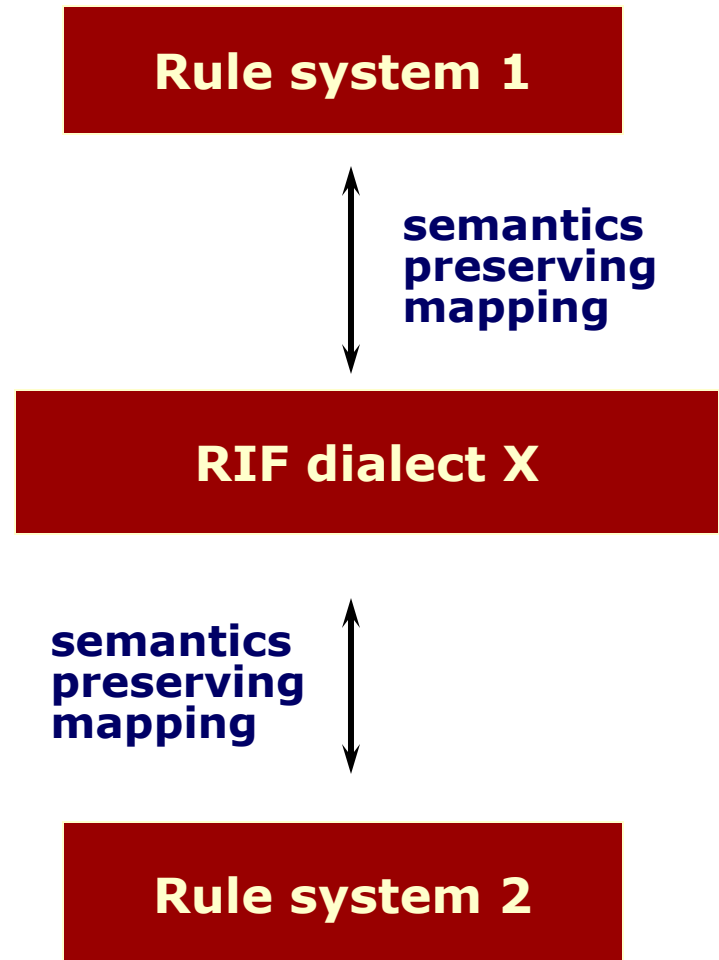 Rule system 1
semantics
preserving
mapping
RIF dialect X
semantics
preserving
mapping
Rule system 2